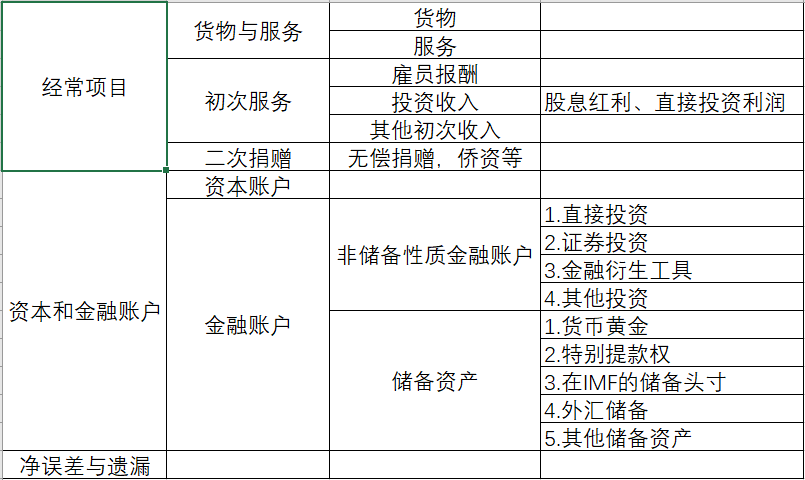 经常项目
货物与服务
货物
服务
初次服务
雇员报酬
投资收入
股息红利、直接投资利润
其他初次收入
二次捐赠
无偿捐赠，侨资等
资本和金融账户
资本账户
金融账户
非储备性质金融账户
1.直接投资
2.证券投资
3.金融衍生工具
4.其他投资
储备资产
1.货币黄金
2.特别提款权
3.在IMF的储备头寸
4.外汇储备
5.其他储备资产
净误差与遗漏